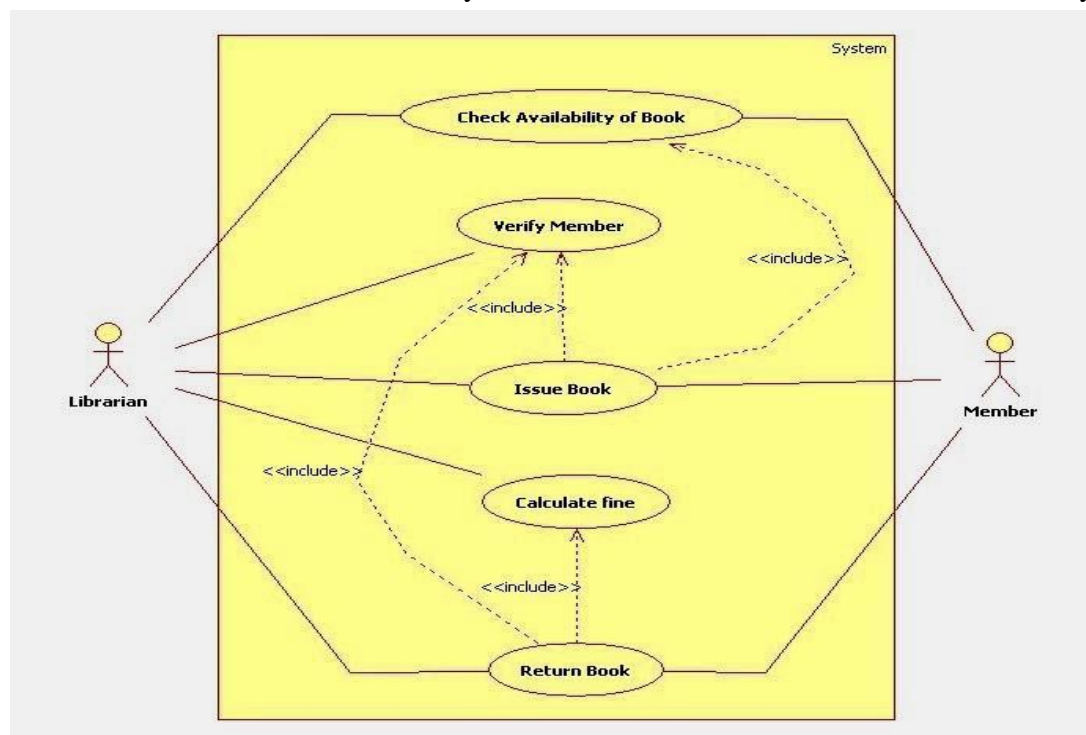 System
Check Availability of Book
Verify Member
<<include>>
<<include>>
Issue Book
Librarian
Member
<<include>>
Calculate fine
<<include>>
Return Book